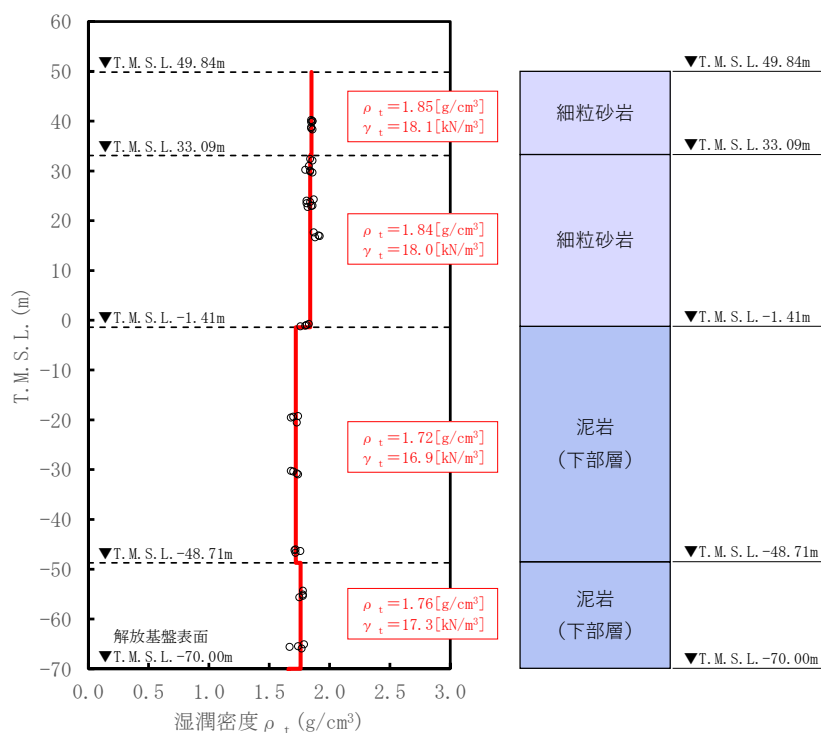 60
50
40
30
20
10
0
-10
-20
-30
-40
-50
-60
-70
T.M.S.L.(m)
▼T.M.S.L.49.84m
ρt＝1.85[g/cm³]
γt＝18.1[kN/m³]
▼T.M.S.L.33.09m
ρt＝1.84[g/cm³]
γt＝18.0[kN/m³]
▼T.M.S.L.-1.41m
ρt＝1.72[g/cm³]
γt＝16.9[kN/m³]
▼T.M.S.L.-48.71m
ρt＝1.76[g/cm³]
γt＝17.3[kN/m³]
解放基盤表面
▼T.M.S.L.-70.00m
0.0 0.5 1.0 1.5 2.0 2.5 3.0
湿潤密度ρt(g/cm³)
▼T.M.S.L.49.84m
細粒砂岩
▼T.M.S.L.33.09m
細粒砂岩
▼T.M.S.L.-1.41m
泥岩
（下部層）
▼T.M.S.L.-48.71m
泥岩
（下部層）
▼T.M.S.L.-70.00m